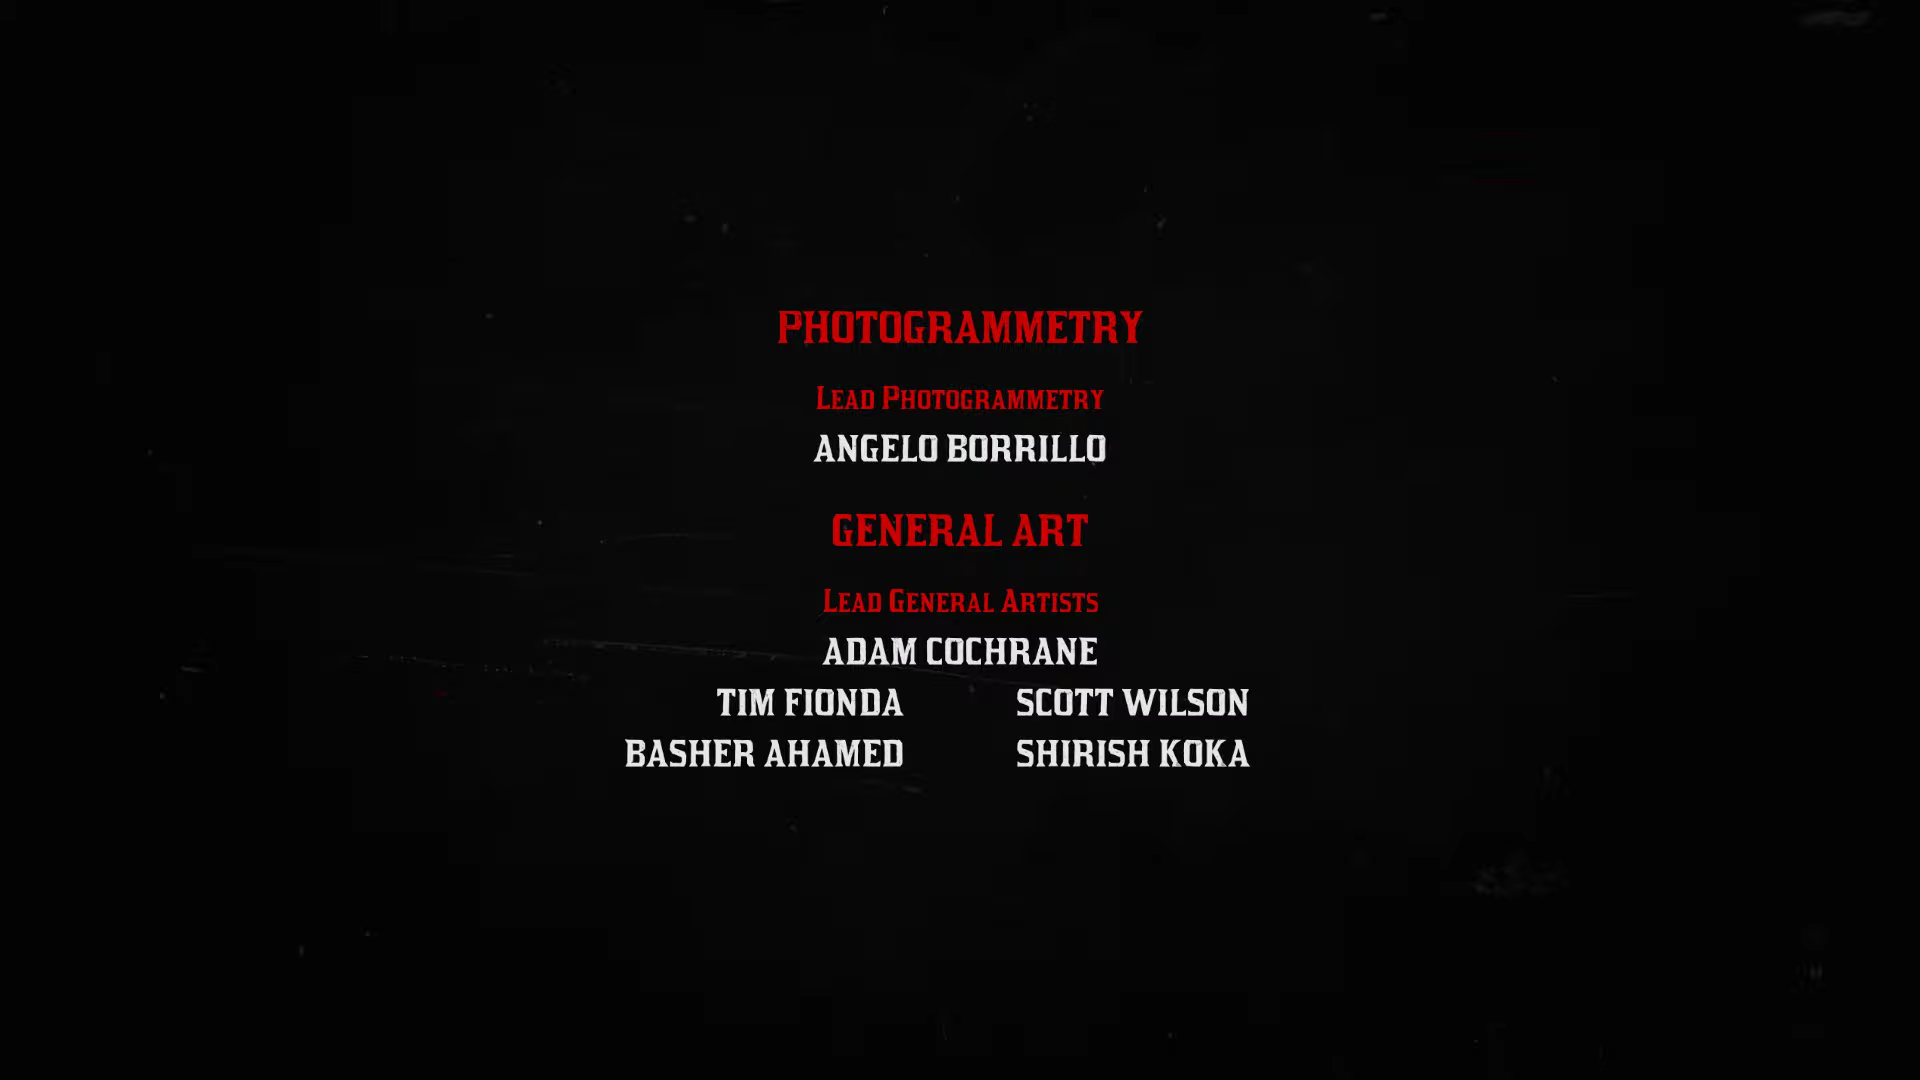 PHOTOGRAMMETRY
Lead Photogrammetry
ANGELO BORRILLO
GENERAL ART
Lead General Artists
ADAM COCHRANE
TIM FIONDA SCOTT WILSON
BASHER AHAMED SHIRISH KOKA